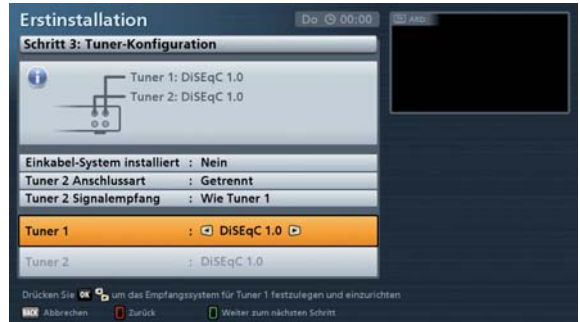 Erstinstallation
Do 00:00
ARD
Schritt 3: Tuner-Konfiguration
Tuner 1: DiSEqC 1.0
Tuner 2: DiSEqC 1.0
Einkabel-System installiert : Nein
Tuner 2 Anschlussart : Getrennt
Tuner 2 Signalempfang : Wie Tuner 1
Tuner 1 : DiSEqC 1.0
Tuner 2 : DiSEqC 1.0
Drücken Sie OK um das Empfangssystem für Tuner 1 festzulegen und einzurichten
BACK Abbrechen Zurück Weiter zum nächsten Schritt